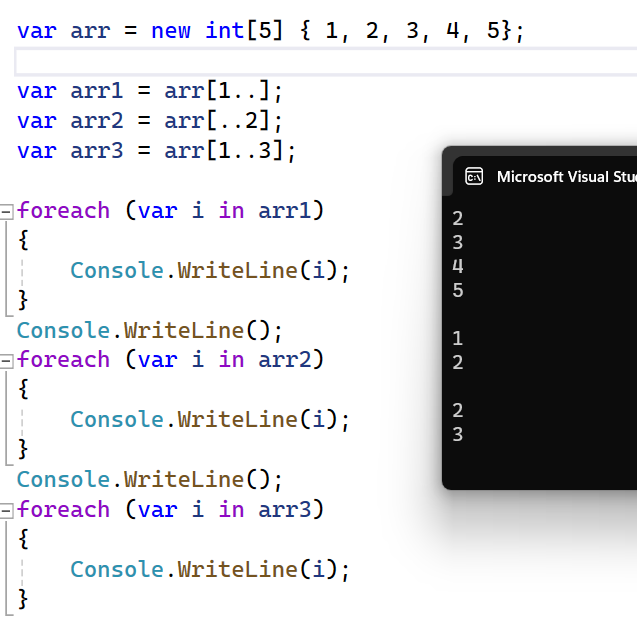 var arr = new int[5] { 1, 2, 3, 4, 5};
var arr1 = arr[1..];
var arr2 = arr[..2];
var arr3 = arr[1..3];
foreach (var i in arr1)
{
    Console.WriteLine(i);
}
Console.WriteLine();
foreach (var i in arr2)
{
    Console.WriteLine(i);
}
Console.WriteLine();
foreach (var i in arr3)
{
    Console.WriteLine(i);
}
Microsoft Visual Stu
2
3
4
5
1
2
2
3